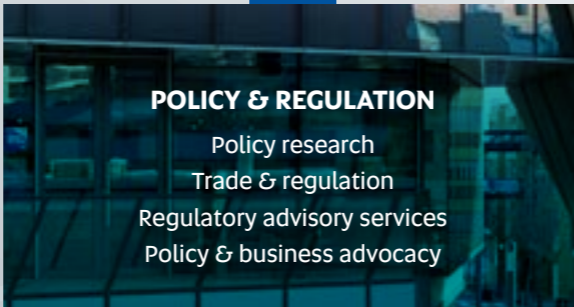 POLICY & REGULATION
Policy research
Trade & regulation
Regulatory advisory services
Policy & business advocacy